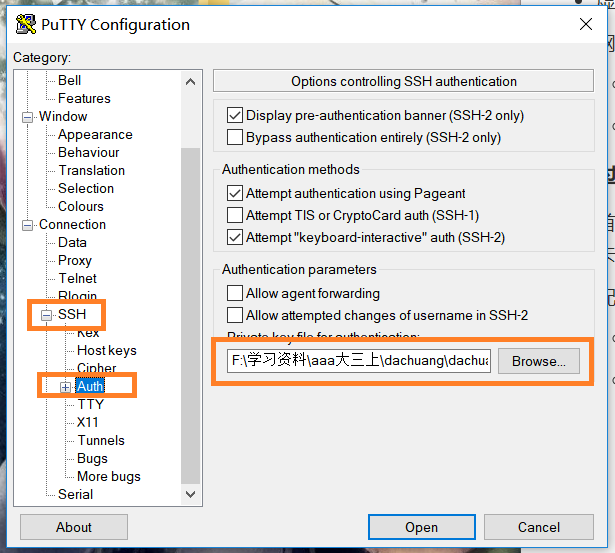 PuTTY Configuration
Category:
Bell
Features
Window
Appearance
Behaviour
Translation
Selection
Colours
Connection
Data
Proxy
Telnet
Rlogin
SSH
Kex
Host keys
Cipher
Auth
TTY
X11
Tunnels
Bugs
More bugs
Serial
Options controlling SSH authentication
Display pre-authentication banner (SSH-2 only)
Bypass authentication entirely (SSH-2 only)
Authentication methods
Attempt authentication using Pageant
Attempt TIS or CryptoCard auth (SSH-1)
Attempt "keyboard-interactive" auth (SSH-2)
Authentication parameters
Allow agent forwarding
Allow attempted changes of username in SSH-2
Private key file for authentication:
F:\学习资料\aaa大三上\dachuang\dachua
Browse...
About
Open
Cancel